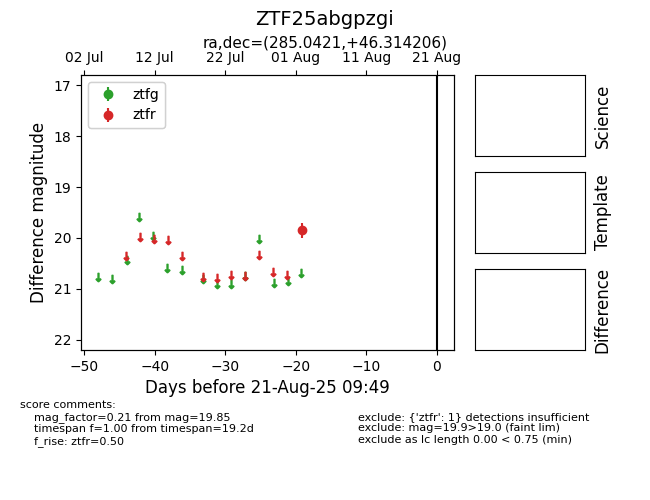 ZTF25abgpzgi
ra,dec=(285.0421,+46.314206)
02 Jul 12 Jul 22 Jul 01 Aug 11 Aug 21 Aug
17
18
19
20
21
22
Difference magnitude
ztfg
ztfr
−50 −40 −30 −20 −10 0
Days before 21-Aug-25 09:49
Science
Template
Difference
score comments:
mag_factor=0.21 from mag=19.85
timespan f=1.00 from timespan=19.2d
f_rise: ztfr=0.50
exclude: {'ztfr': 1} detections insufficient
exclude: mag=19.9>19.0 (faint lim)
exclude as lc length 0.00 < 0.75 (min)